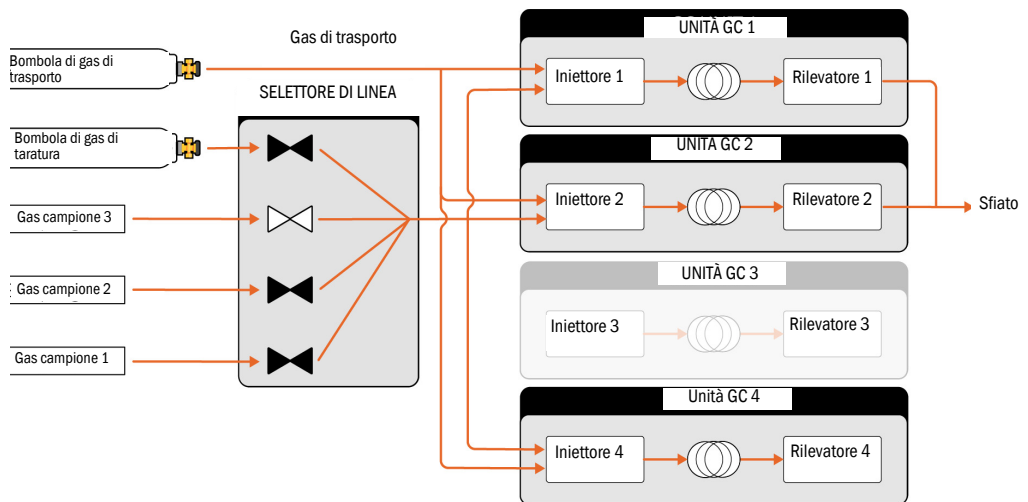 Gas di trasporto
Bombola di gas di
trasporto
SELETTORE DI LINEA
Bombola di gas di
taratura
Gas campione 3
Gas campione 2
Gas campione 1
UNITÀ GC 1
Iniettore 1
Rilevatore 1
UNITÀ GC 2
Iniettore 2
Rilevatore 2
Sfiato
UNITÀ GC 3
Iniettore 3
Rilevatore 3
Unità GC 4
Iniettore 4
Rilevatore 4